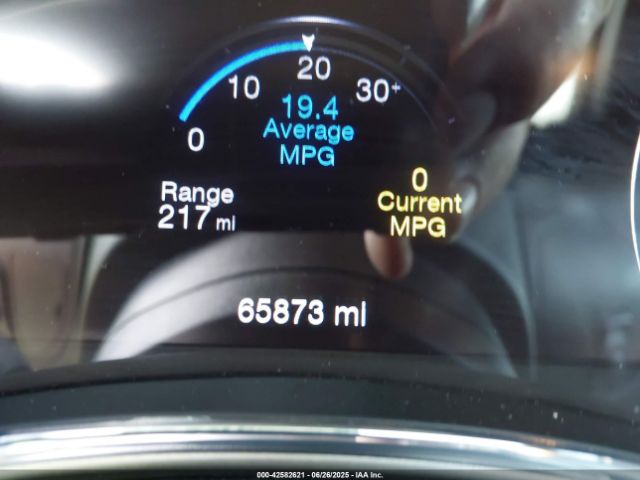 20
10
30+
0
19.4
Average
MPG
0
Range
Current
217 mi
MPG
65873 mi
000-42582621 - 06/26/2025 - IAA Inc.